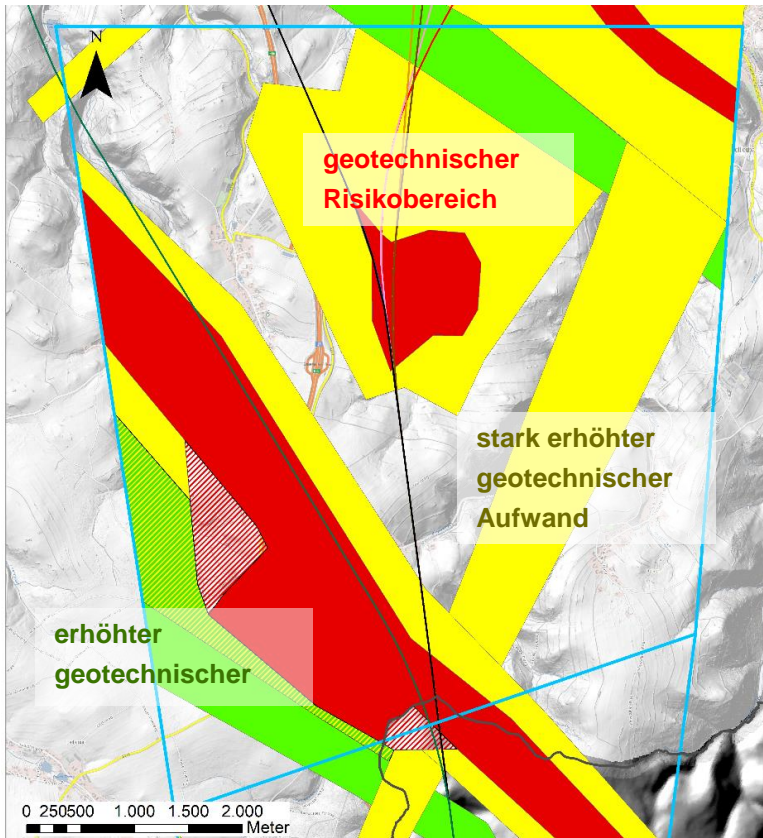 N
geotechnischer
Risikobereich
stark erhöhter
geotechnischer
Aufwand
erhöhter
geotechnischer
0 250500 1.000 1.500 2.000
Meter